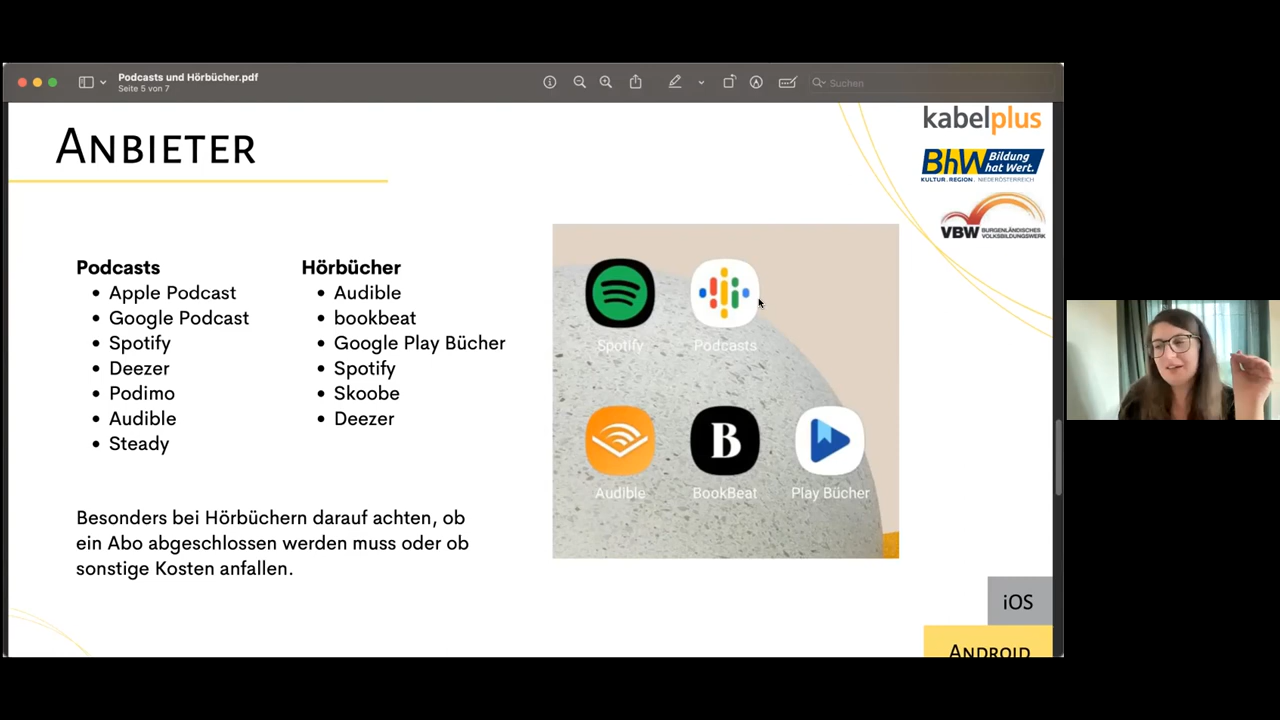 Podcasts und Hörbücher.pdf
Seite 5 von 7
Suchen
ANBIETER
kabelplus
BhW Bildung
hat Wert.
KULTUR.REGION.NIEDERÖSTERREICH
VBW BURGENLÄNDISCHES
VOLKSBILDUNGSWERK
Podcasts
• Apple Podcast
• Google Podcast
• Spotify
• Deezer
• Podimo
• Audible
• Steady
Hörbücher
• Audible
• bookbeat
• Google Play Bücher
• Spotify
• Skoobe
• Deezer
Besonders bei Hörbüchern darauf achten, ob
ein Abo abgeschlossen werden muss oder ob
sonstige Kosten anfallen.
Spotify
Podcasts
B
Audible
BookBeat
Play Bücher
iOS
ANDROID